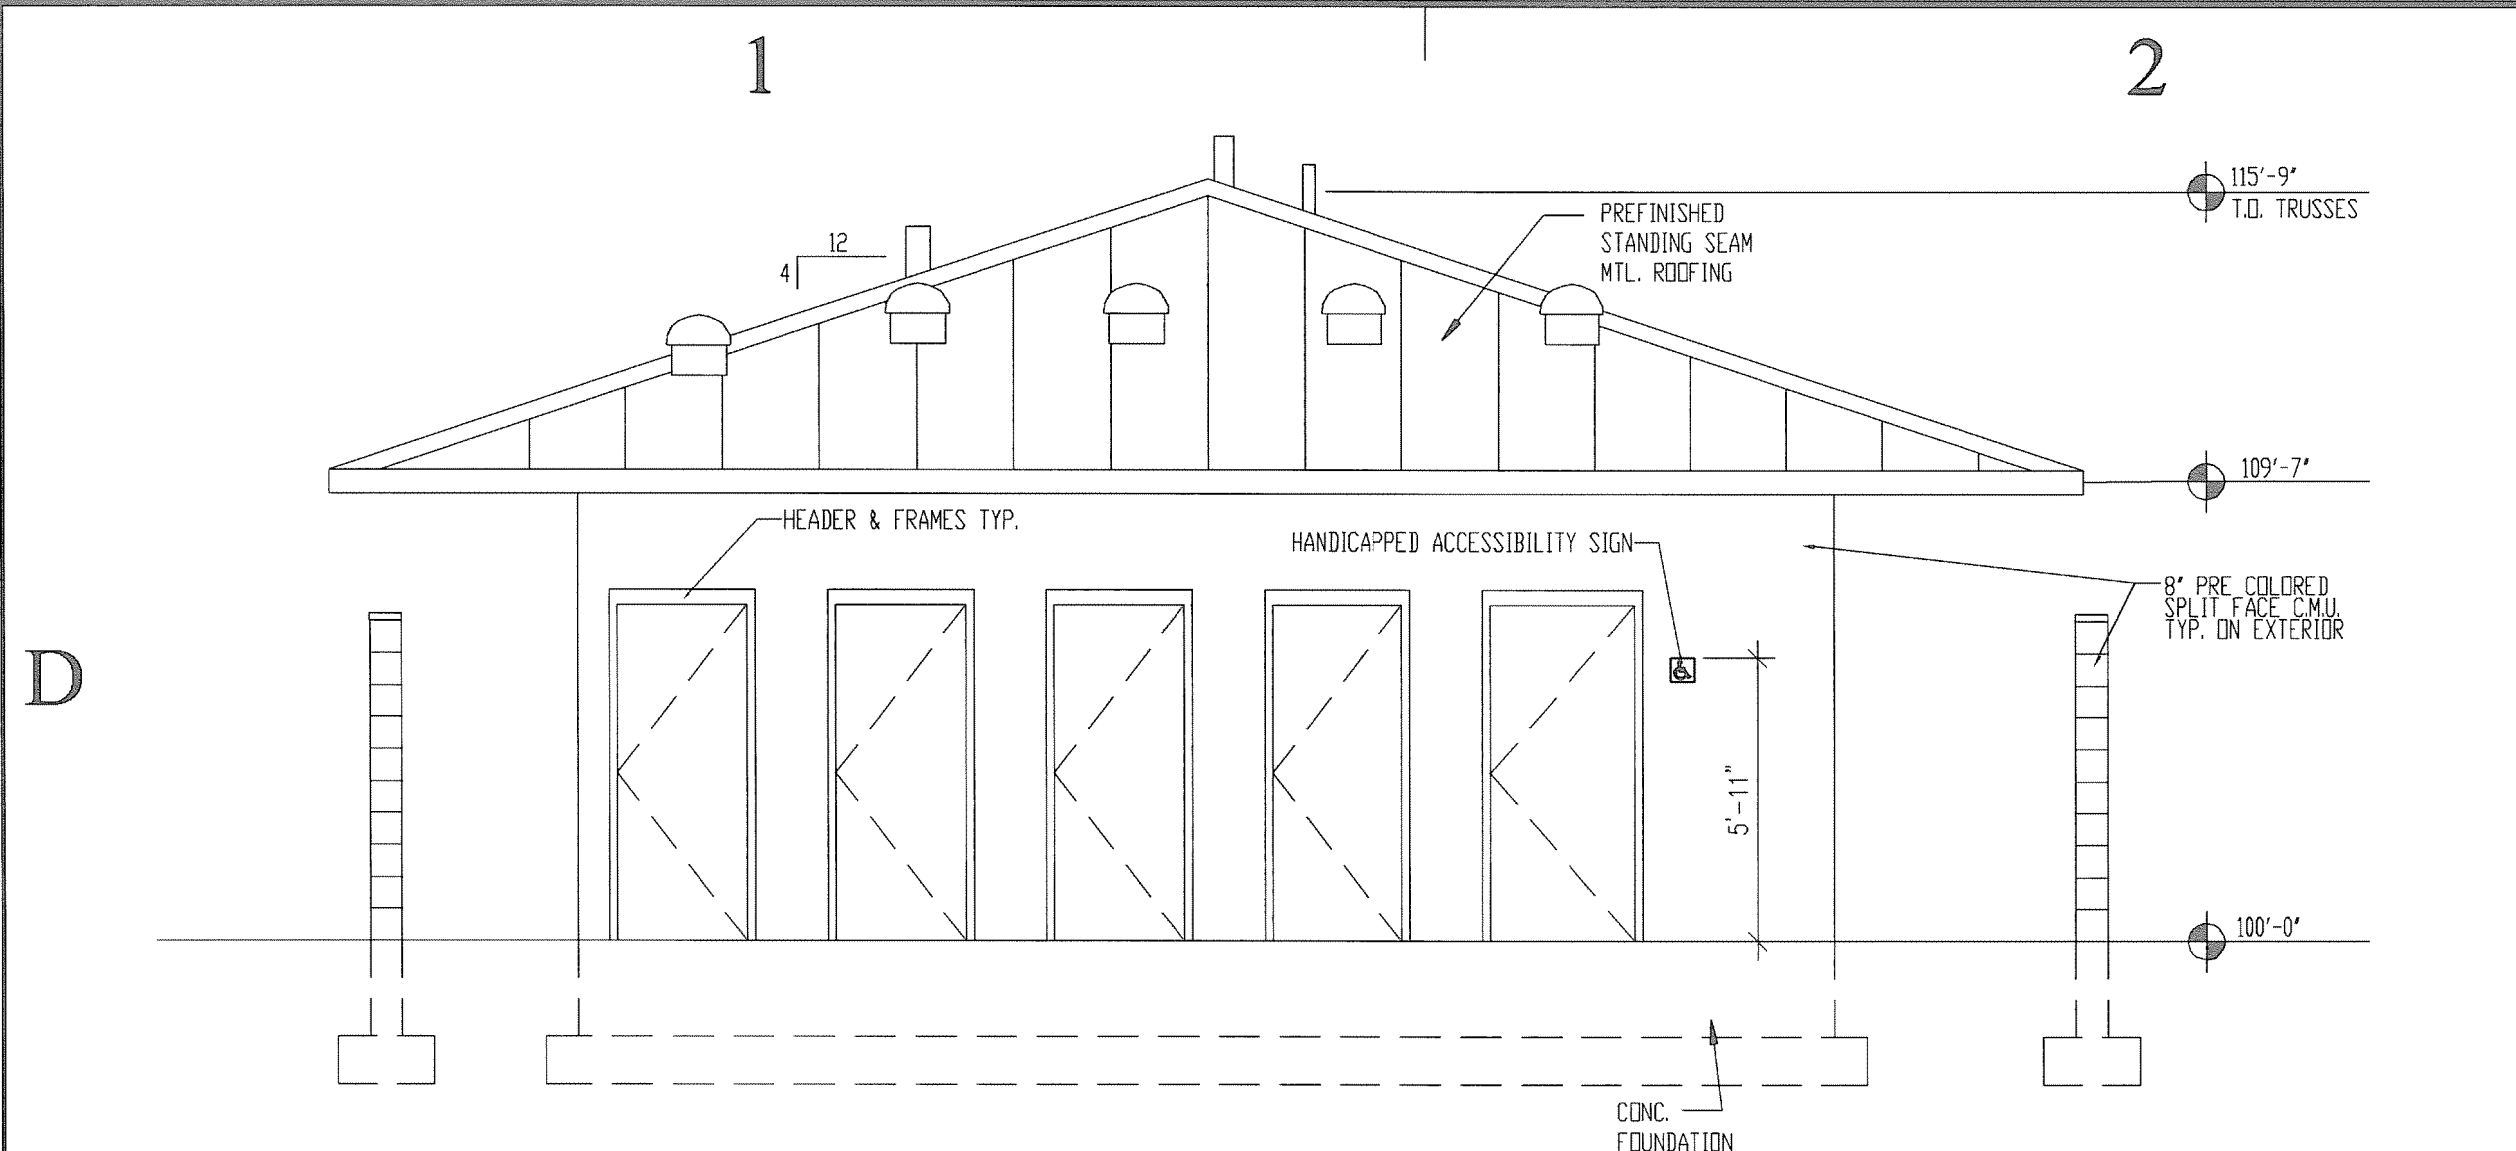 1
2
115'-9"
T.O. TRUSSES
PREFINISHED
STANDING SEAM
MTL. ROOFING
12
4
109'-7"
HEADER & FRAMES TYP.
HANDICAPPED ACCESSIBILITY SIGN
8" PRE COLORED
SPLIT FACE C.M.U.
TYP. ON EXTERIOR
D
5'-11"
100'-0"
CONC.
FOUNDATION